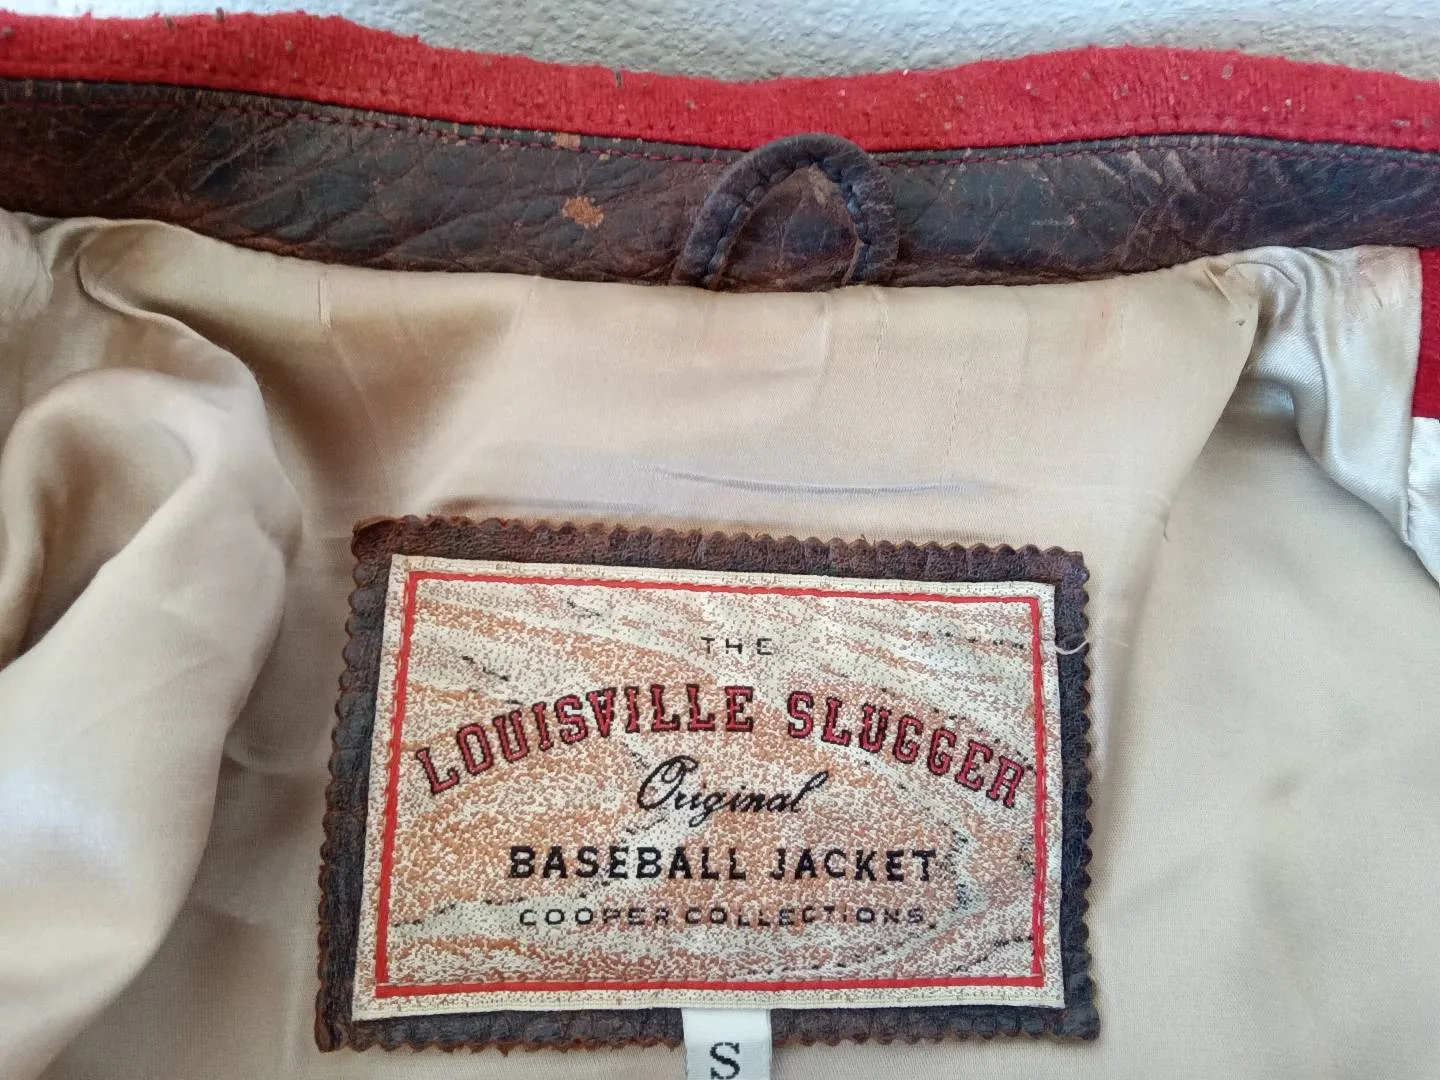 THE
LOUISVILLE SLUGGER
Original
BASEBALL JACKET
COOPER COLLECTIONS
S